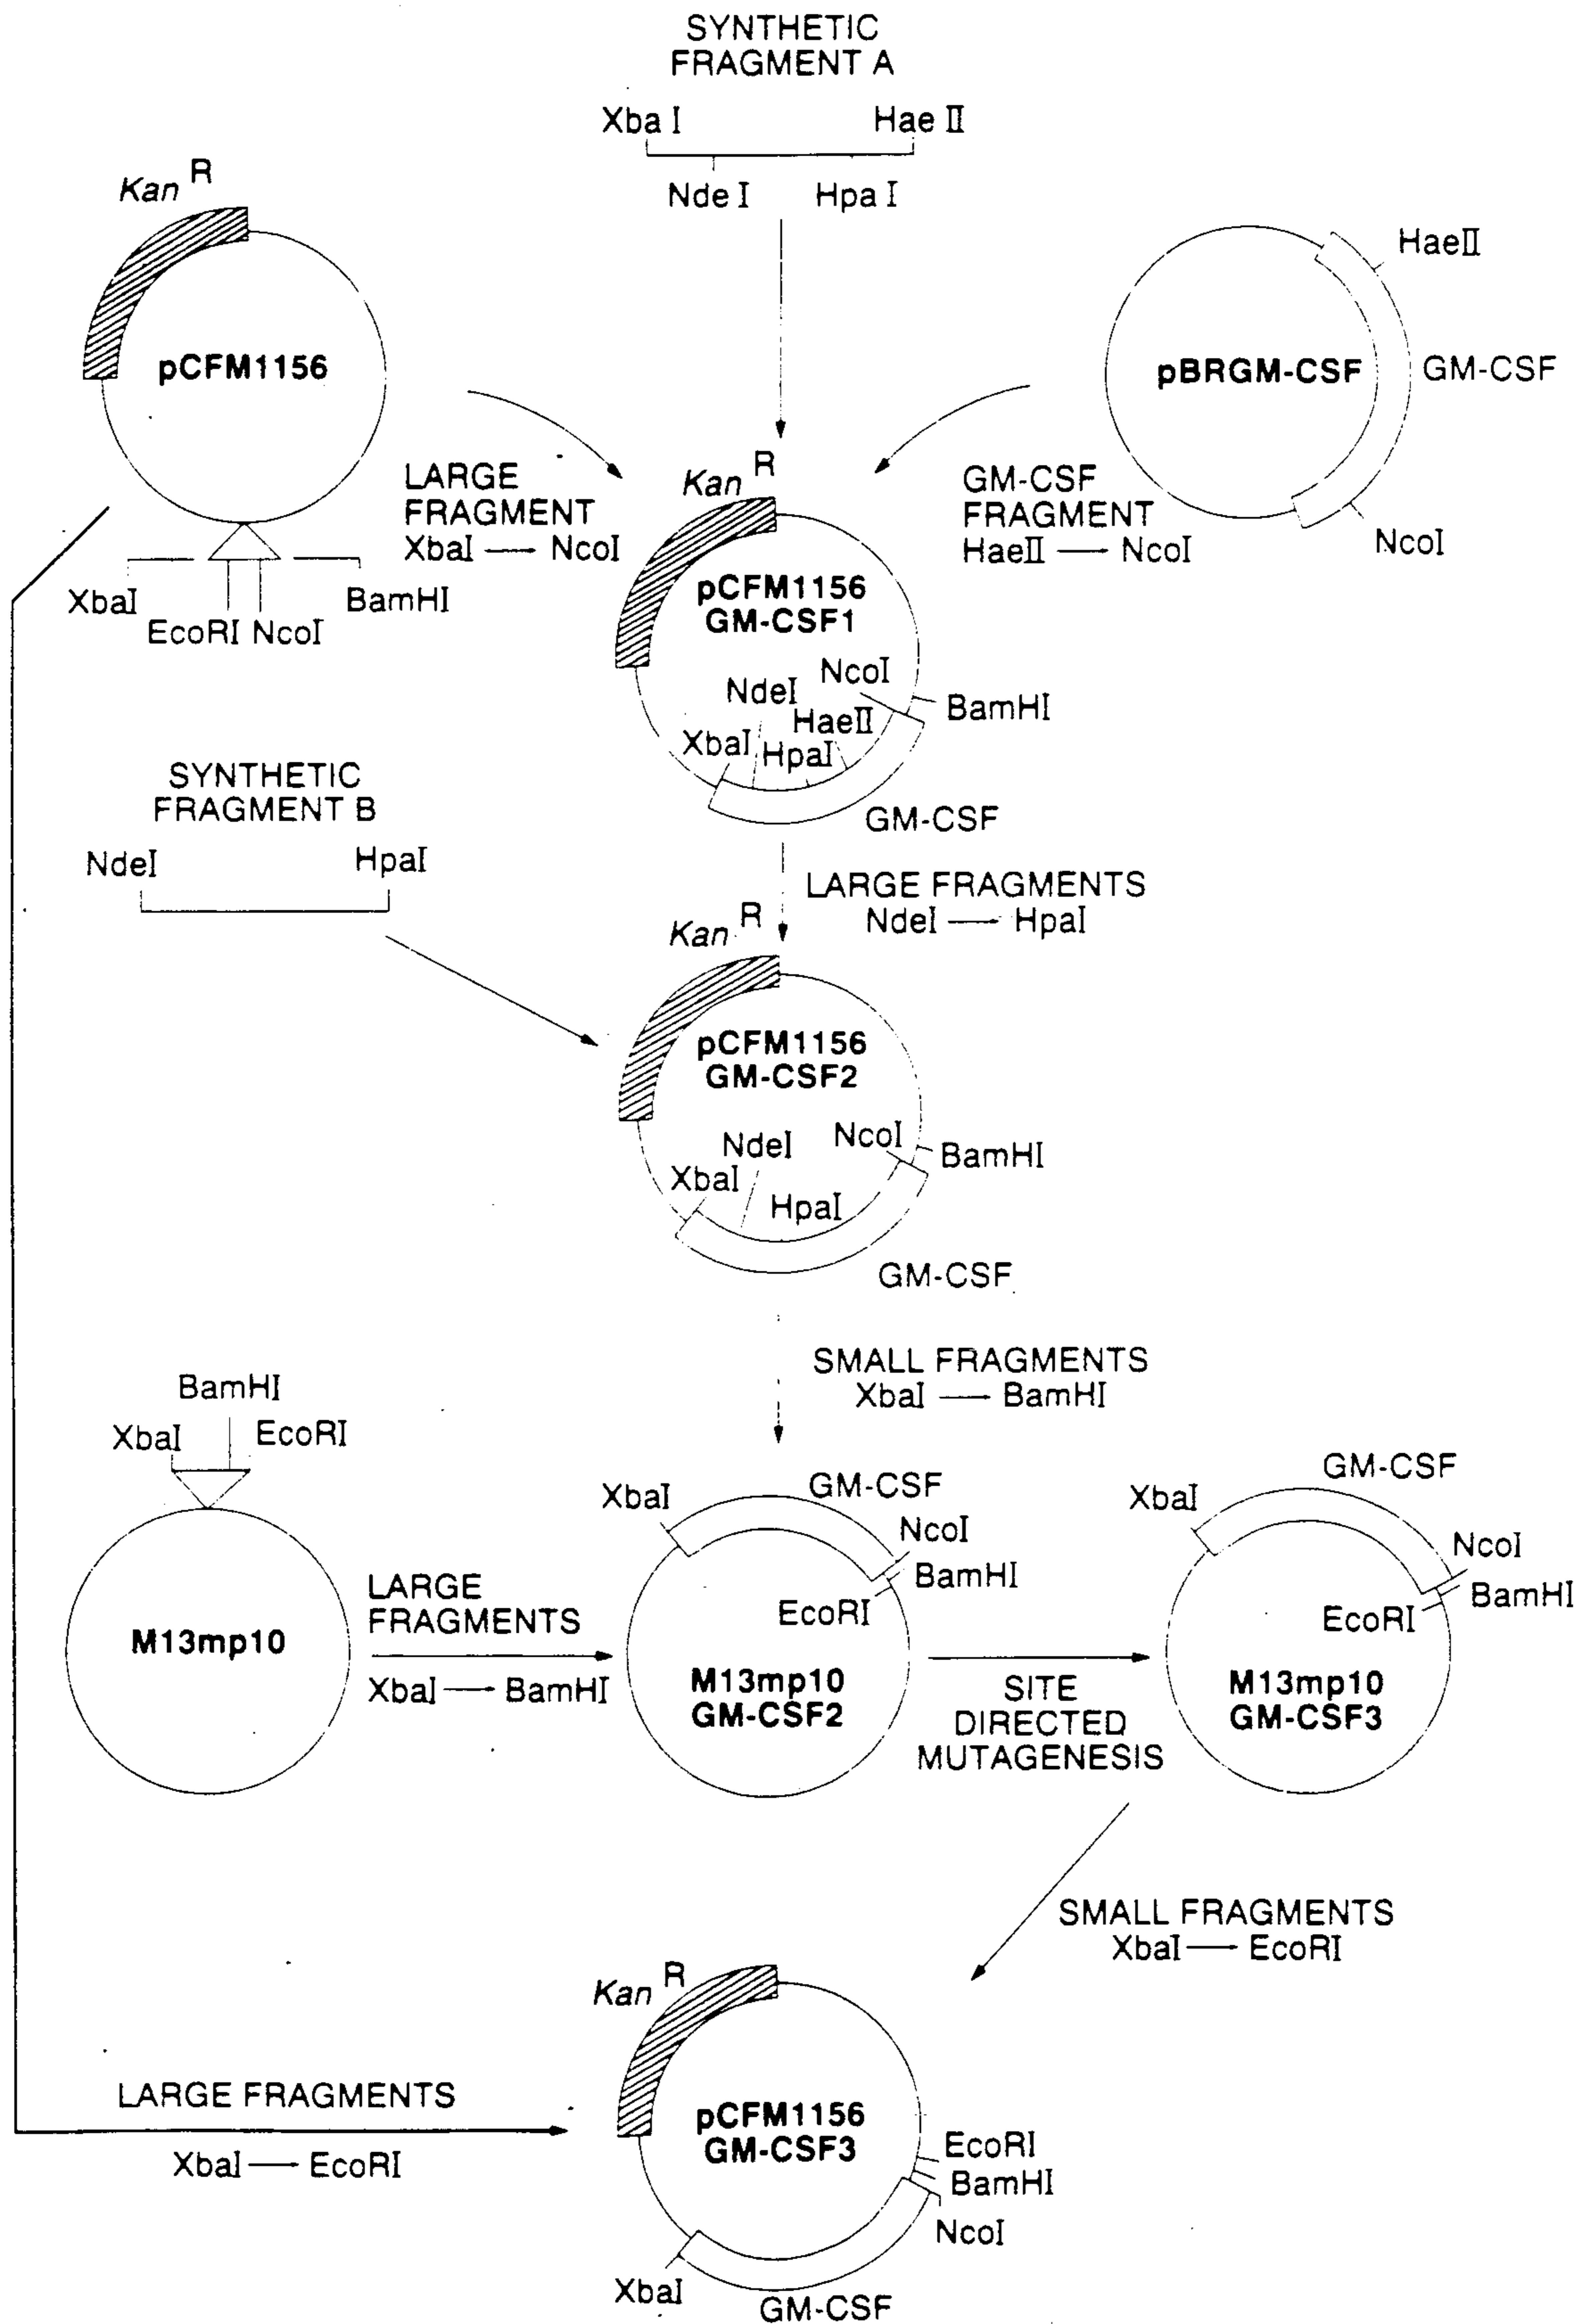 SYNTHETIC
FRAGMENT A
Xba I
Hae II
Nde I
Hpa I
Kan R
pCFM1156
XbaI
EcoRI
NcoI
BamHI
HaeII
pBRGM-CSF
GM-CSF
NcoI
LARGE
FRAGMENT
XbaI → NcoI
GM-CSF
FRAGMENT
HaeII → NcoI
Kan R
pCFM1156
GM-CSF1
NcoI
NdeI
BamHI
HaeII
XbaI
HpaI
GM-CSF
SYNTHETIC
FRAGMENT B
NdeI
HpaI
LARGE FRAGMENTS
NdeI → HpaI
Kan R
pCFM1156
GM-CSF2
NdeI
NcoI
BamHI
XbaI
HpaI
GM-CSF
SMALL FRAGMENTS
XbaI → BamHI
BamHI
XbaI
EcoRI
M13mp10
LARGE
FRAGMENTS
XbaI → BamHI
XbaI
GM-CSF
NcoI
BamHI
EcoRI
M13mp10
GM-CSF2
SITE
DIRECTED
MUTAGENESIS
GM-CSF
XbaI
NcoI
BamHI
EcoRI
M13mp10
GM-CSF3
SMALL FRAGMENTS
XbaI → EcoRI
LARGE FRAGMENTS
XbaI → EcoRI
Kan R
pCFM1156
GM-CSF3
EcoRI
BamHI
NcoI
XbaI
GM-CSF